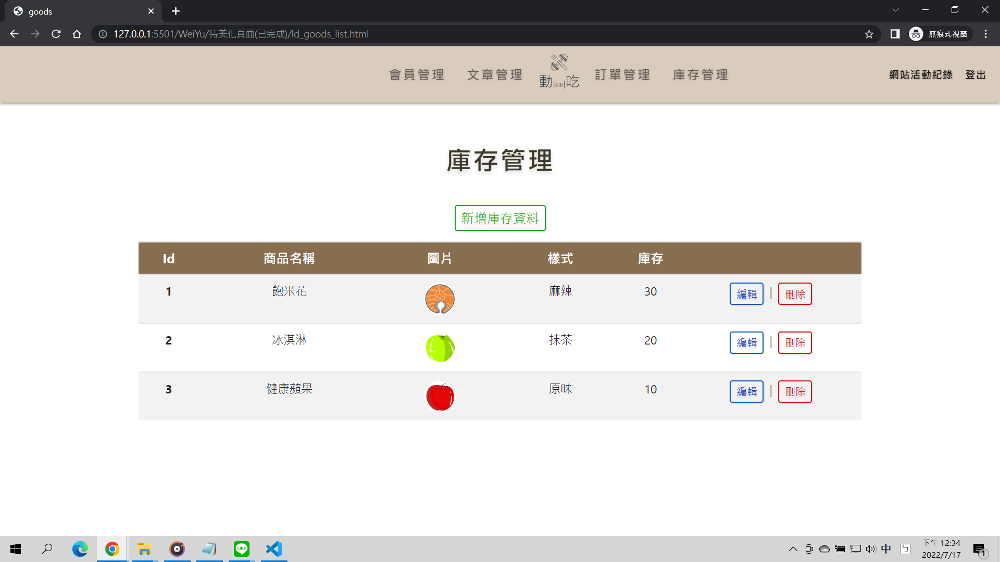 goods
127.0.0.1:5501/WeiYu/待美化頁面(已完成)/ld_goods_list.html
無痕式視窗
會員管理 文章管理 動|吃動|吃 訂單管理 庫存管理 網站活動紀錄 登出
庫存管理
新增庫存資料
Id 商品名稱 圖片 樣式 庫存
1 飽米花 麻辣 30 編輯 | 刪除
2 冰淇淋 抹茶 20 編輯 | 刪除
3 健康蘋果 原味 10 編輯 | 刪除
LINE
中 ㄅ
下午 12:34
2022/7/17
1